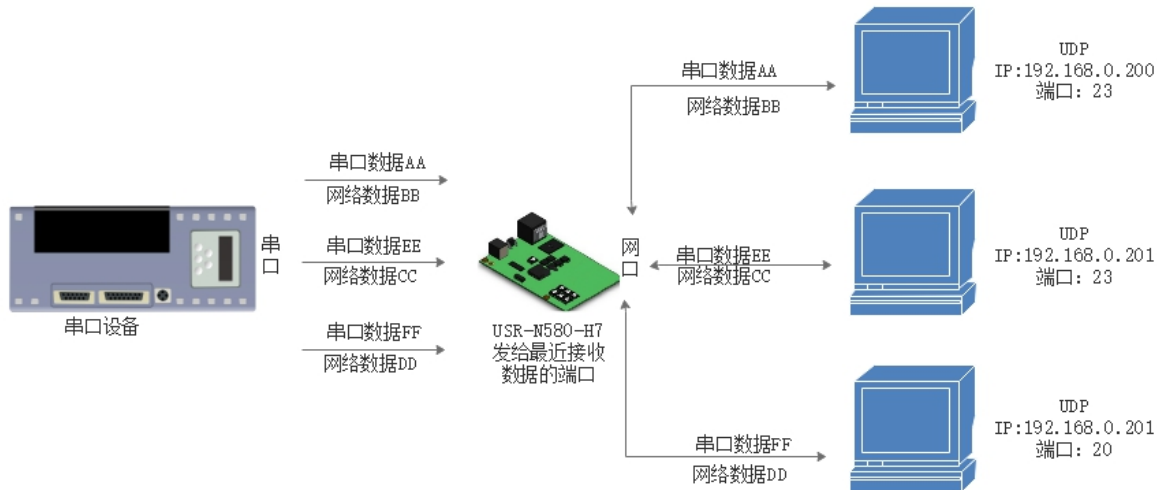 串口设备
串口
串口数据AA
网络数据BB
串口数据EE
网络数据CC
串口数据FF
网络数据DD
USR-N580-H7
发给最近接收
数据的端口
网口
串口数据AA
网络数据BB
串口数据EE
网络数据CC
串口数据FF
网络数据DD
UDP
IP:192.168.0.200
端口：23
UDP
IP:192.168.0.201
端口：23
UDP
IP:192.168.0.201
端口：20